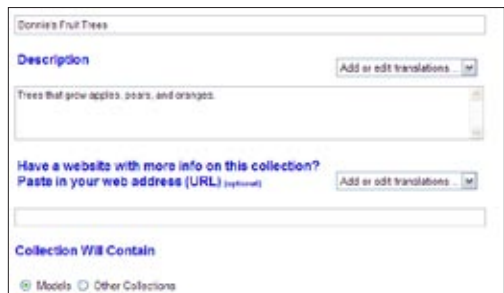 Donnie's Fruit Trees
Description
Add or edit translations...
Trees that grow apples, pears, and oranges.
Have a website with more info on this collection?
Paste in your web address (URL) (optional)
Add or edit translations...
Collection Will Contain
Models Other Collections